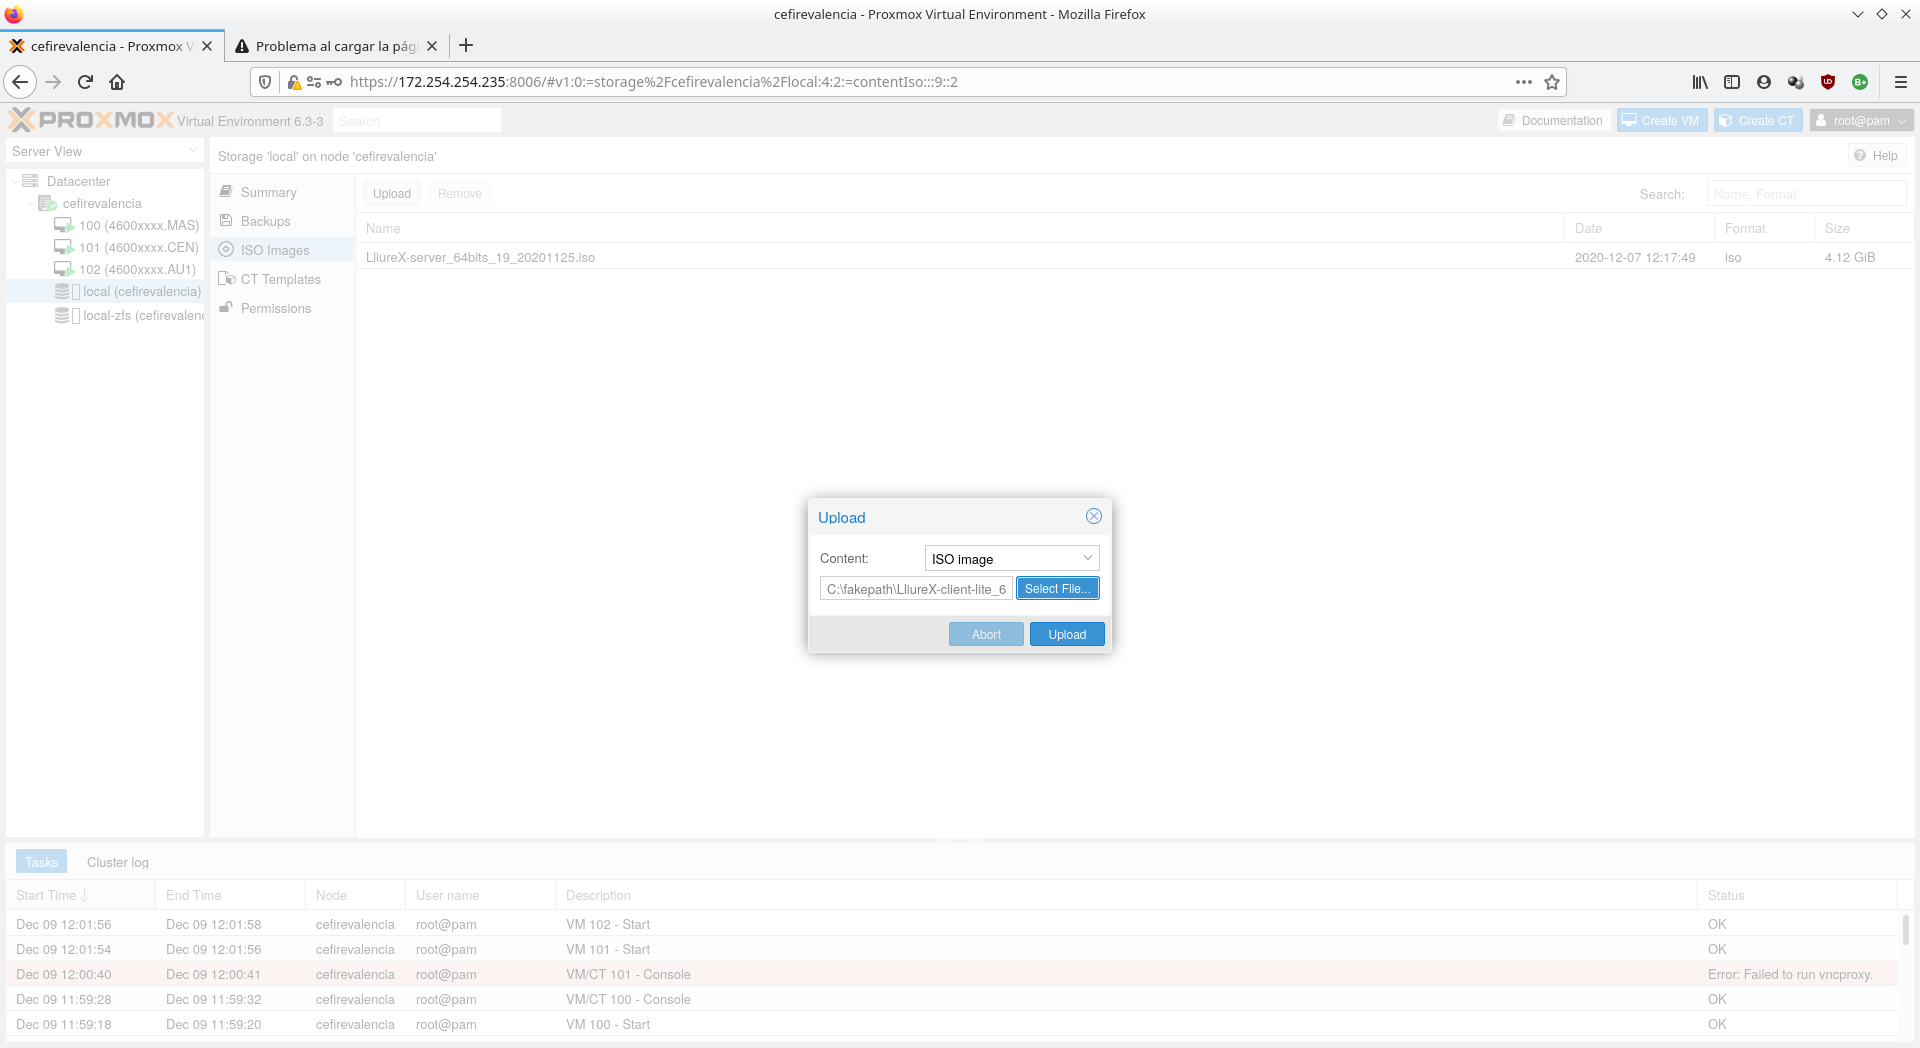 cefirevalencia - Proxmox Virtual Environment - Mozilla Firefox
cefirevalencia - Proxmox V
Problema al cargar la pág
https://172.254.254.235:8006/#v1:0:=storage%2Fcefirevalencia%2Flocal:4:2:=contentIso:::9::2
PROXMOX Virtual Environment 6.3-3 Search Documentation Create VM Create CT root@pam
Server View
Storage 'local' on node 'cefirevalencia' Help
Datacenter
cefirevalencia
100 (4600xxxx.MAS)
101 (4600xxxx.CEN)
102 (4600xxxx.AU1)
local (cefirevalencia)
local-zfs (cefirevalenc
Summary
Backups
ISO Images
CT Templates
Permissions
Upload Remove Search: Name, Format
Name Date Format Size
LliureX-server_64bits_19_20201125.iso 2020-12-07 12:17:49 iso 4.12 GiB
Upload
Content: ISO image
C:\fakepath\LliureX-client-lite_6 Select File...
Abort Upload
Tasks Cluster log
Start Time End Time Node User name Description Status
Dec 09 12:01:56 Dec 09 12:01:58 cefirevalencia root@pam VM 102 - Start OK
Dec 09 12:01:54 Dec 09 12:01:56 cefirevalencia root@pam VM 101 - Start OK
Dec 09 12:00:40 Dec 09 12:00:41 cefirevalencia root@pam VM/CT 101 - Console Error: Failed to run vncproxy.
Dec 09 11:59:28 Dec 09 11:59:32 cefirevalencia root@pam VM/CT 100 - Console OK
Dec 09 11:59:18 Dec 09 11:59:20 cefirevalencia root@pam VM 100 - Start OK